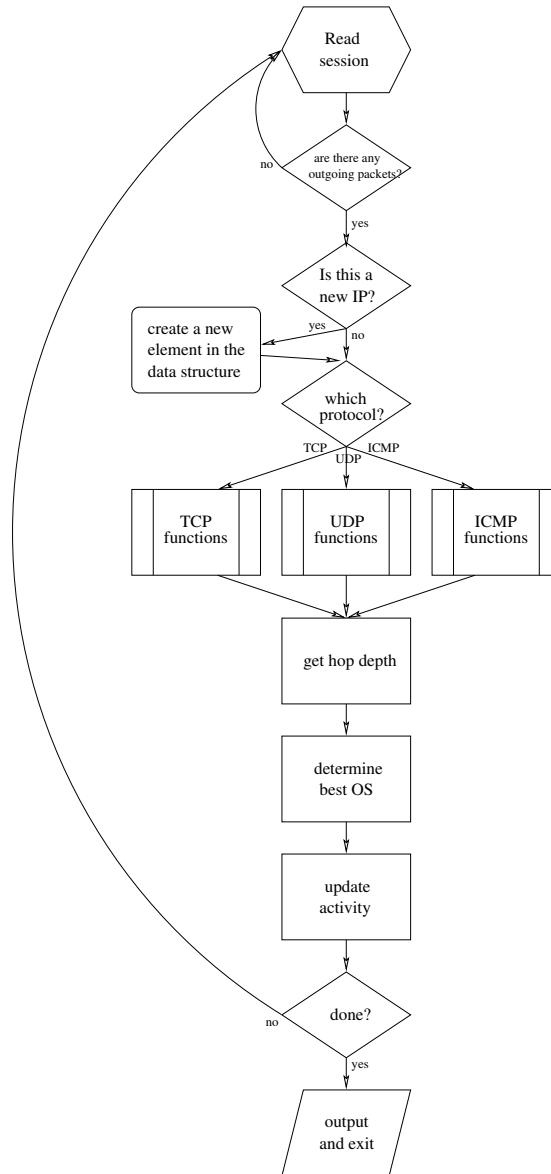 Read
session
are there any
outgoing packets?
no
yes
Is this a
new IP?
yes
no
create a new
element in the
data structure
which
protocol?
TCP
UDP
ICMP
TCP
functions
UDP
functions
ICMP
functions
get hop depth
determine
best OS
update
activity
done?
no
yes
output
and exit